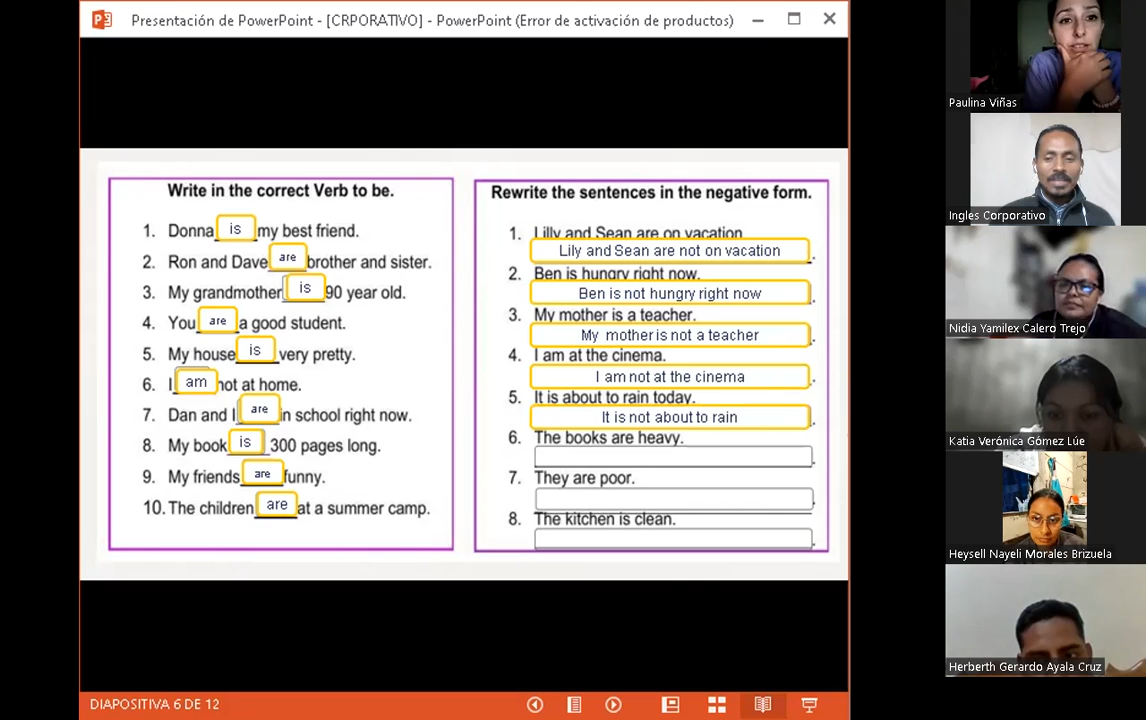 Presentación de PowerPoint - [CRPORATIVO] - PowerPoint (Error de activación de productos)
Write in the correct Verb to be.
1. Donna is my best friend.
2. Ron and Dave are brother and sister.
3. My grandmother is 90 year old.
4. You are a good student.
5. My house is very pretty.
6. I am not at home.
7. Dan and I are in school right now.
8. My book is 300 pages long.
9. My friends are funny.
10. The children are at a summer camp.
Rewrite the sentences in the negative form.
1. Lilly and Sean are on vacation
Lily and Sean are not on vacation.
2. Ben is hungry right now.
Ben is not hungry right now.
3. My mother is a teacher.
My mother is not a teacher.
4. I am at the cinema.
I am not at the cinema.
5. It is about to rain today.
It is not about to rain.
6. The books are heavy.
7. They are poor.
8. The kitchen is clean.
DIAPOSITIVA 6 DE 12
Paulina Viñas
Ingles Corporativo
Nidia Yamilex Calero Trejo
Katia Verónica Gómez Lúe
Heysell Nayeli Morales Brizuela
Herberth Gerardo Ayala Cruz